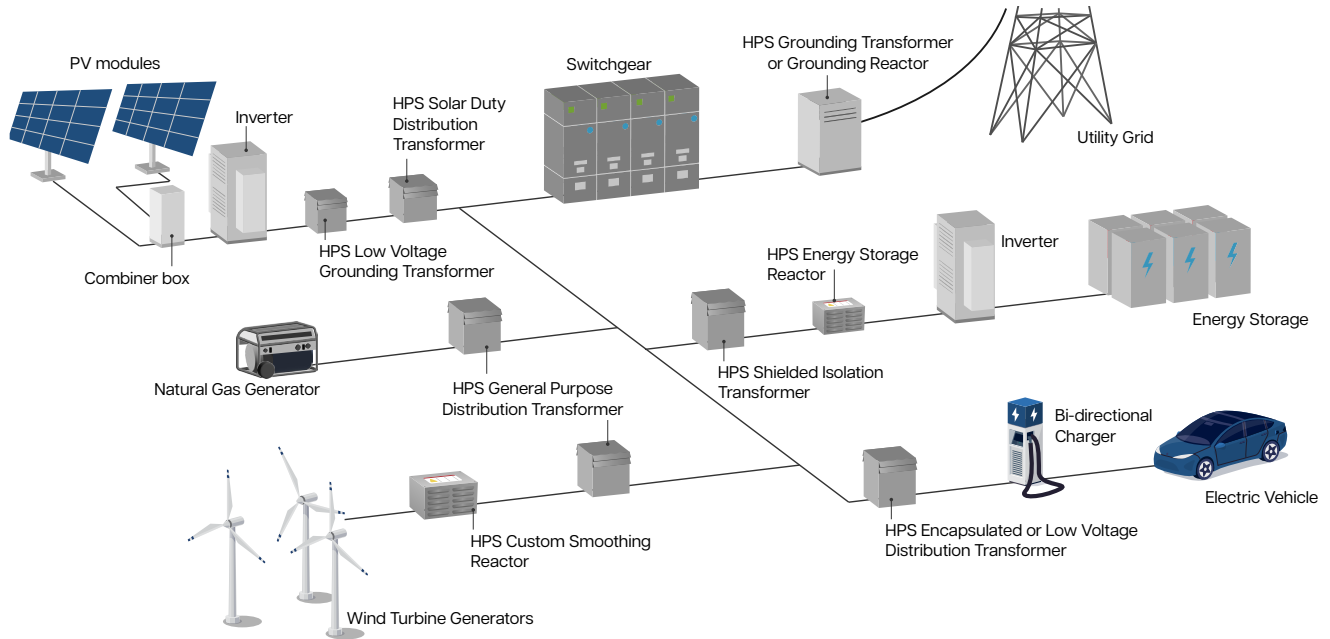 PV modules
Inverter
HPS Solar Duty
Distribution
Transformer
Switchgear
HPS Grounding Transformer
or Grounding Reactor
Utility Grid
Combiner box
HPS Low Voltage
Grounding Transformer
HPS Energy Storage
Reactor
Inverter
Energy Storage
Natural Gas Generator
HPS General Purpose
Distribution Transformer
HPS Shielded Isolation
Transformer
Bi-directional
Charger
Electric Vehicle
HPS Custom Smoothing
Reactor
HPS Encapsulated or Low Voltage
Distribution Transformer
Wind Turbine Generators